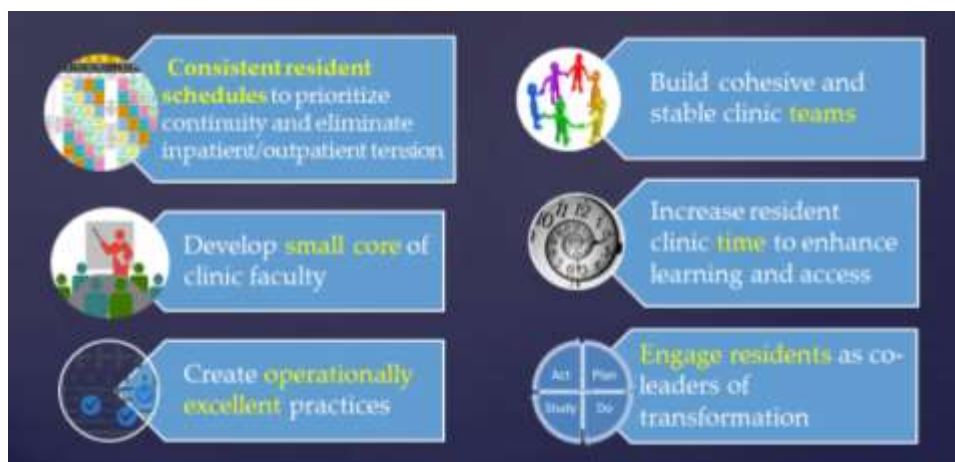 Consistent resident
schedules to prioritize
continuity and eliminate
inpatient/outpatient tension
Develop small core of
clinic faculty
Create operationally
excellent practices
Build cohesive and
stable clinic teams
Increase resident
clinic time to enhance
learning and access
Act
Plan
Study
Do
Engage residents as co-
leaders of
transformation